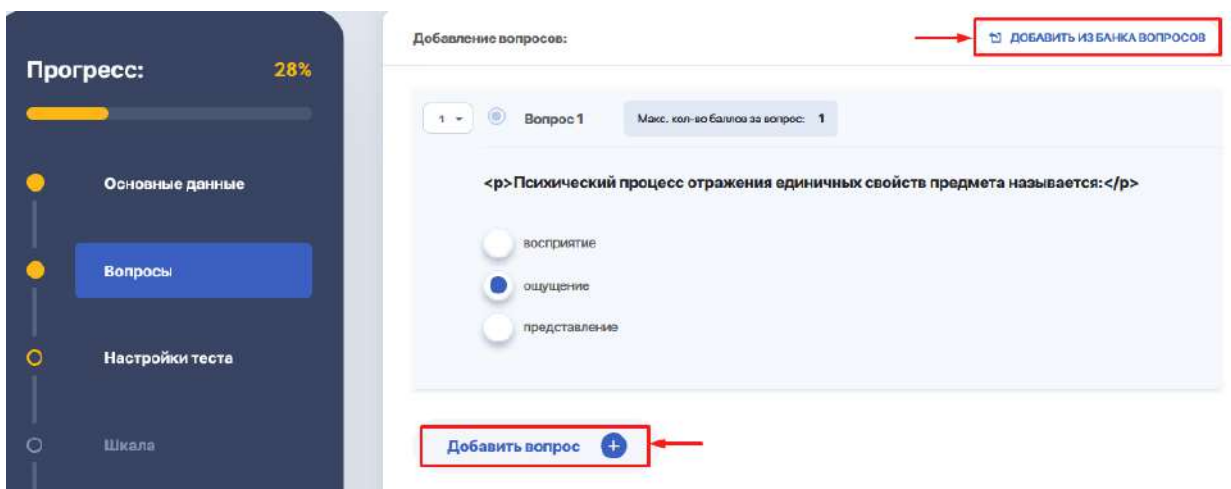 Прогресс: 28%
Основные данные
Вопросы
Настройки теста
Шкала
Добавление вопросов:
ДОБАВИТЬ ИЗ БАНКА ВОПРОСОВ
1 Вопрос 1 Макс. кол-во баллов за вопрос: 1
<p>Психический процесс отражения единичных свойств предмета называется:</p>
восприятие
ощущение
представление
Добавить вопрос